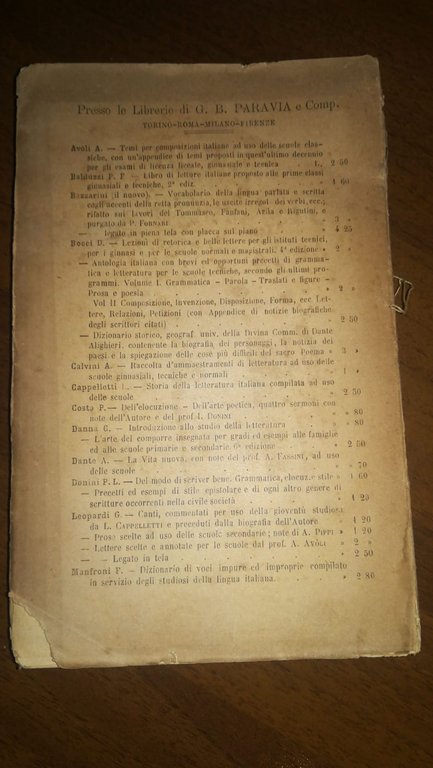 Presso le Librerie di G. B. PARAVIA e Comp.
TORINO-ROMA-MILANO-FIRENZE
Avoli A. — Temi per composizioni italiane ad uso delle scuole clas-
siche, con un'appendice di temi proposti in quest'ultimo decennio
per gli esami di licenza liceale, ginnasiale e tecnica . L. 2 50
Balduzzi P. F. — Libro di letture italiane proposto alle prime classi
ginnasiali e tecniche, 2ª ediz. . . . . » 1 60
Bazzarini (il nuovo). — Vocabolario della lingua parlata e scritta
cogli accenti della retta pronunzia, le uscite irregol. dei verbi, ecc.;
rifatto sui lavori del Tommaseo, Fanfani, Arlia e Rigutini, e
purgato da P. FORNARI . . . . » 3 »
— legato in piena tela con placca sul piano . . » 4 25
Bocci D. — Lezioni di retorica e belle lettere per gli istituti tecnici,
per i ginnasi e per le scuole normali e magistrali. 4ª edizione » 2 »
— Antologia italiana con brevi ed opportuni precetti di gramma-
tica e letteratura per le scuole tecniche, secondo gli ultimi pro-
grammi. Volume I. Grammatica - Parola - Traslati e figure -
Prosa e poesia . . . . . » 2 »
Vol II Composizione, Invenzione, Disposizione, Forma, ecc Let-
tere, Relazioni, Petizioni (con Appendice di notizie biografiche
degli scrittori citati) . . . . 2 50
— Dizionario storico, geograf. univ. della Divina Comm. di Dante
Alighieri, contenente la biografia dei personaggi, la notizia dei
paesi e la spiegazione delle cose più difficili del sacro Poema » 3 »
Calvini A. — Raccolta d'ammaestramenti di letteratura ad uso delle
scuole ginnasiali, tecniche e normali . . . » 1 »
Cappelletti L. — Storia della letteratura italiana compilata ad uso
delle scuole . . . . . » 2 50
Costa P. — Dell'elocuzione - Dell'arte poetica, quattro sermoni con
note dell'Autore e del prof. I. DONINI . . » » 80
Danna C. — Introduzione allo studio della letteratura . » » 80
— L'arte del comporre insegnata per gradi ed esempi alle famiglie
ed alle scuole primarie e secondarie. 6ª edizione . » 2 50
Dante A. — La Vita nuova, con note del prof. A. FASSINI, ad uso
delle scuole . . . . . » » 70
Donini P. L. — Del modo di scriver bene. Grammatica, elocuz. e stile » 1 60
— Precetti ed esempi di stile epistolare e di ogni altro genere di
scritture occorrenti nella civile società . . » 1 20
Leopardi G. — Canti, commentati per uso della gioventù studiosa
da L. CAPPELLETTI e preceduti dalla biografia dell'Autore » 1 20
— Prose scelte ad uso delle scuole secondarie; note di A. PIPPI » 1 20
— Lettere scelte e annotate per le scuole dal prof. A. AVOLI » 2 »
— — Legato in tela . . . . » 2 50
Manfroni F. — Dizionario di voci impure ed improprie compilato
in servizio degli studiosi della lingua italiana. . » 2 80